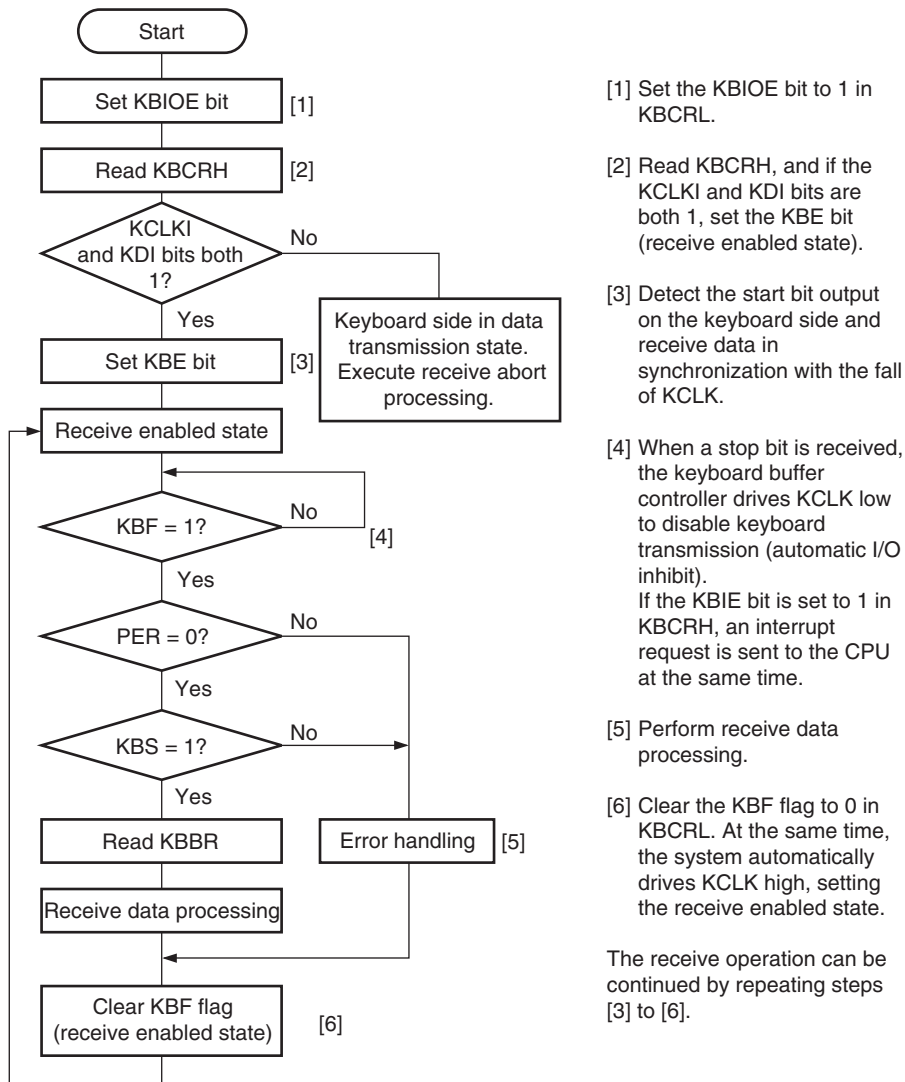 Start
Set KBIOE bit
[1]
Read KBCRH
[2]
KCLKI
and KDI bits both
1?
No
Yes
Keyboard side in data
transmission state.
Execute receive abort
processing.
Set KBE bit
[3]
Receive enabled state
KBF = 1?
No
[4]
Yes
PER = 0?
No
Yes
KBS = 1?
No
Yes
Read KBBR
Error handling
[5]
Receive data processing
Clear KBF flag
(receive enabled state)
[6]
[1] Set the KBIOE bit to 1 in
KBCRL.
[2] Read KBCRH, and if the
KCLKI and KDI bits are
both 1, set the KBE bit
(receive enabled state).
[3] Detect the start bit output
on the keyboard side and
receive data in
synchronization with the fall
of KCLK.
[4] When a stop bit is received,
the keyboard buffer
controller drives KCLK low
to disable keyboard
transmission (automatic I/O
inhibit).
If the KBIE bit is set to 1 in
KBCRH, an interrupt
request is sent to the CPU
at the same time.
[5] Perform receive data
processing.
[6] Clear the KBF flag to 0 in
KBCRL. At the same time,
the system automatically
drives KCLK high, setting
the receive enabled state.
The receive operation can be
continued by repeating steps
[3] to [6].